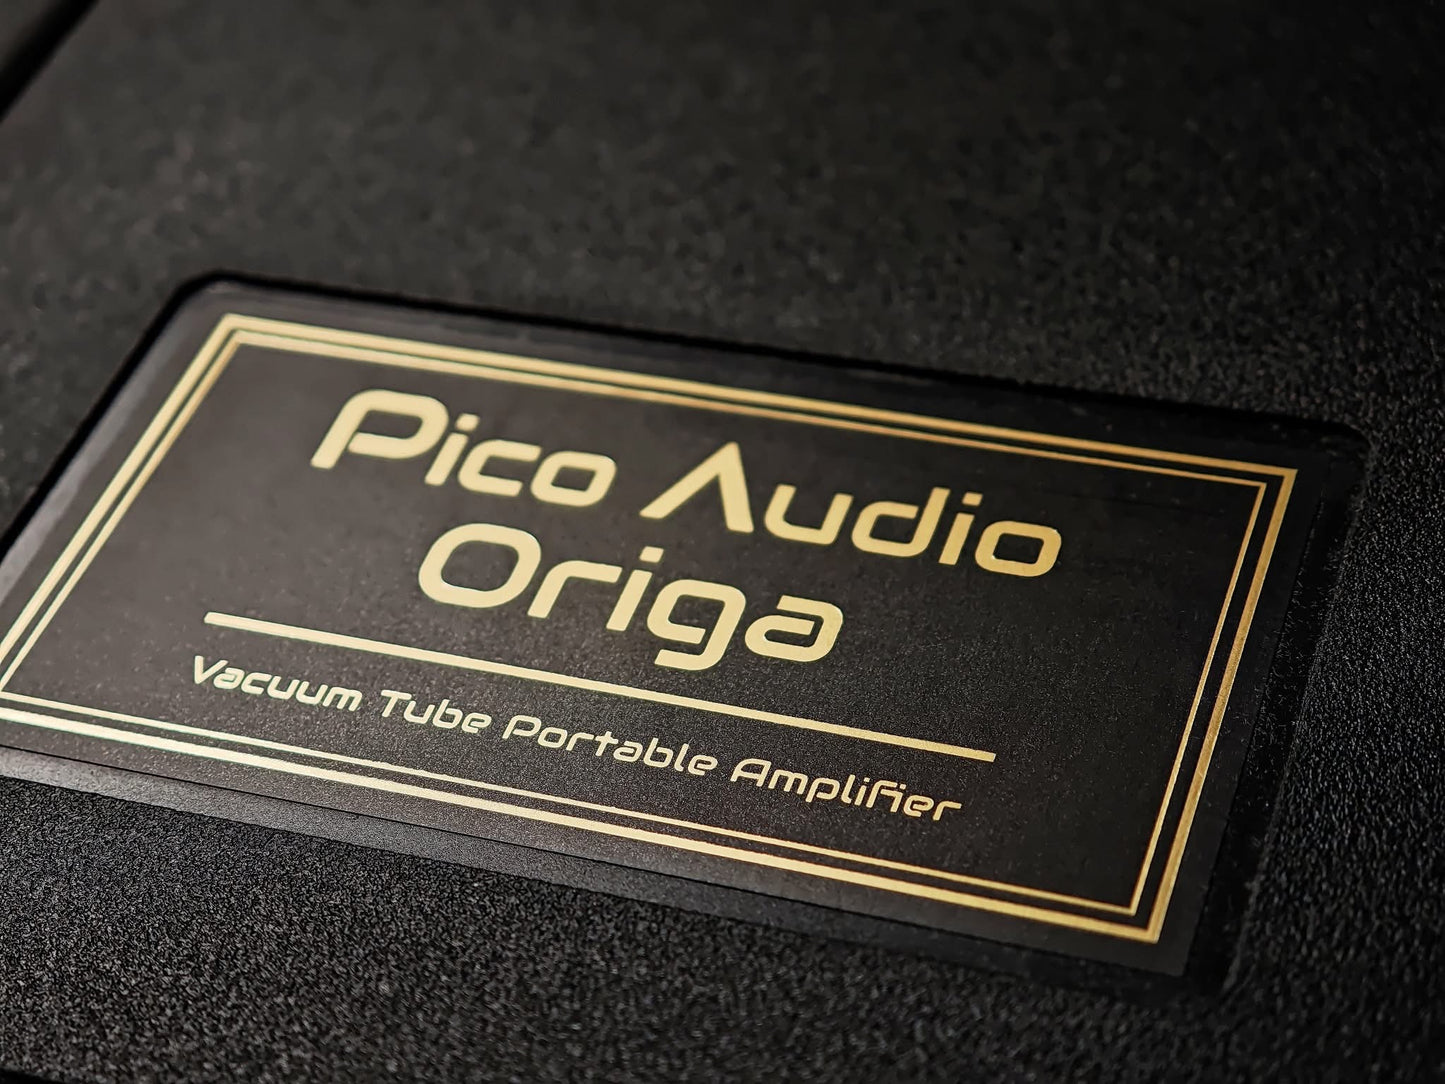 Pico Audio
Origa
Vacuum Tube Portable Amplifier